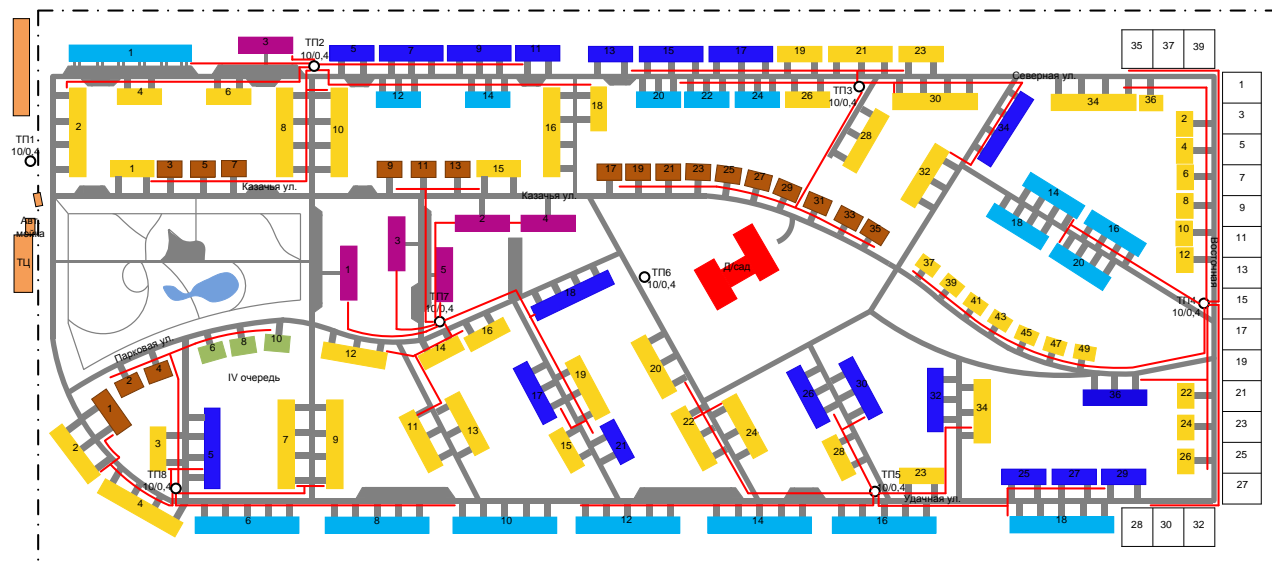 35 37 39
1 3 ТП2 10/0,4 5 7 9 11 13 15 17 19 21 23
Северная ул.
4 6 12 14 20 22 24 26 ТП3 10/0,4 30 34 36 1
2 8 10 16 18 28 34 2 3
ТП1 10/0,4
4 5
1 3 5 7 9 11 13 15 17 19 21 23 25 27 29 31 33 35 32 6 7
Казачья ул.
Казачья ул.
14 18 16 20 8 9
10 11
12 13
Авт.
мойка
ТЦ
2 4
3 5 1
Д/сад
ТП6 10/0,4
37 39 41 43 45 47 49
Восточная
15
ТП7 10/0,4
18
ТП4 10/0,4
17
Парковая ул.
6 8 10 12 14 16 19
IV очередь
2 4 1 20 17 19 26 30 32 34 38 22 21
2 3 5 7 9 11 13 15 21 22 24 28 24 23
26 25
ТП8 10/0,4
ТП5 10/0,4
23 25 27 29 27
Удачная ул.
4 6 8 10 12 14 16 18
28 30 32